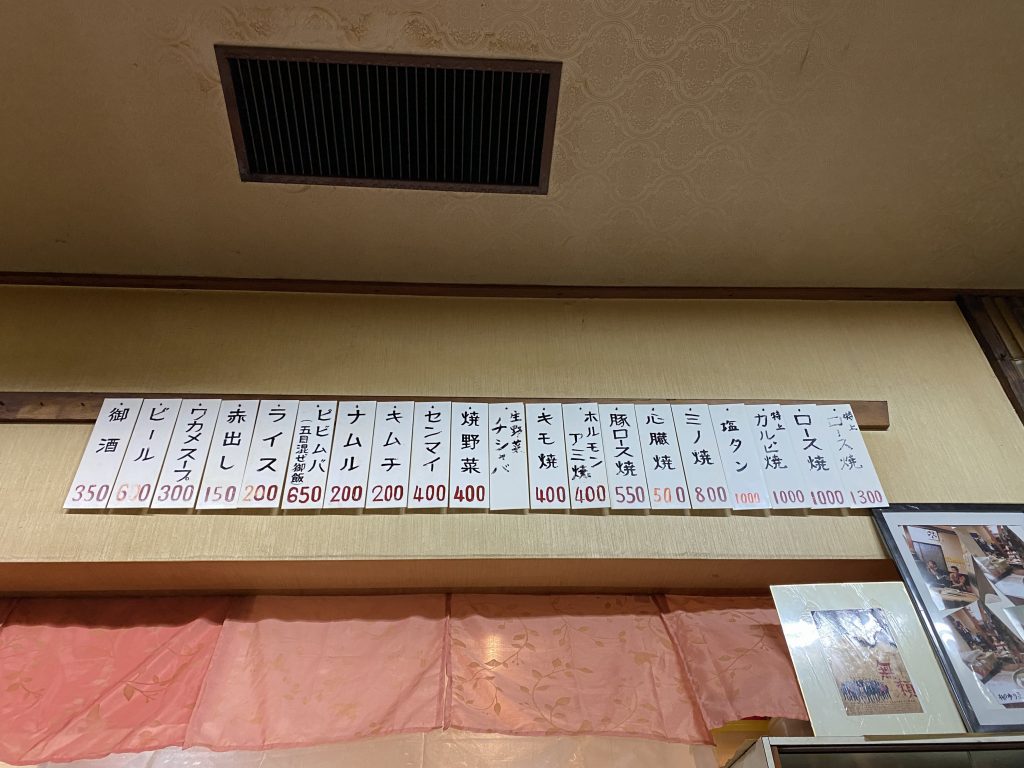 特上
ロース焼
1300
ロース焼
1000
特上
カルビ焼
1000
塩タン
1000
ミノ焼
800
心臓焼
500
豚ロース焼
550
ホルモン
アミ焼
400
キモ焼
400
生野菜
チシャバ
焼野菜
400
センマイ
400
キムチ
200
ナムル
200
ビビムバ
(五目混ぜ御飯
650
ライス
200
赤出し
150
ワカメスープ
300
ビール
600
御酒
350
無頼